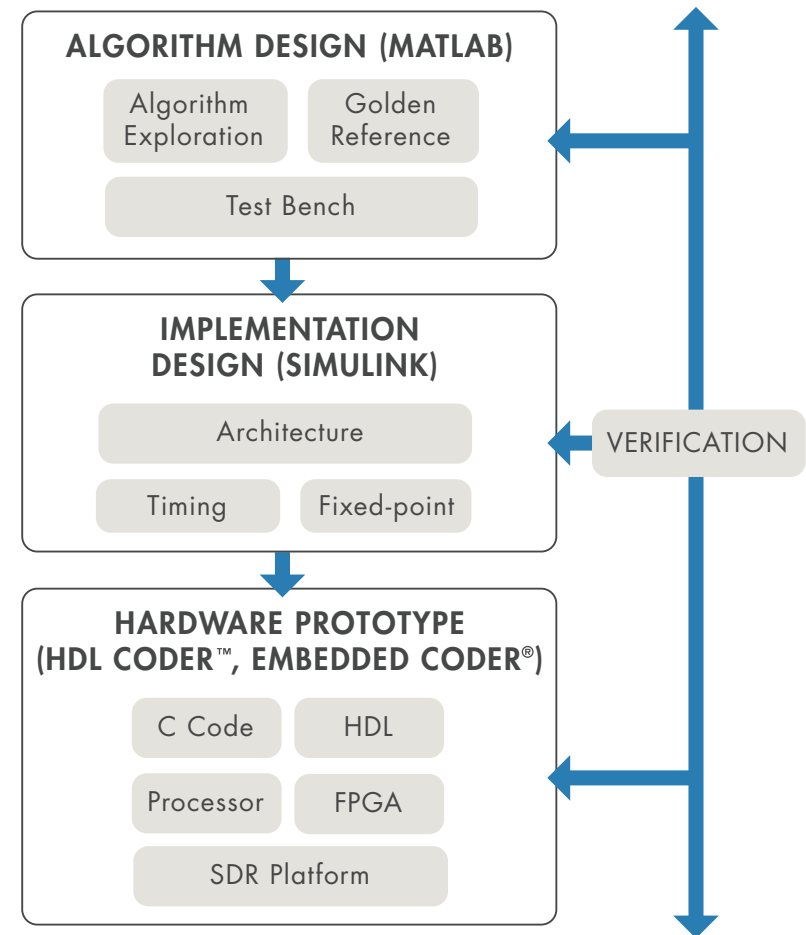 ALGORITHM DESIGN (MATLAB)
Algorithm
Exploration
Golden
Reference
Test Bench
IMPLEMENTATION
DESIGN (SIMULINK)
Architecture
Timing
Fixed-point
VERIFICATION
HARDWARE PROTOTYPE
(HDL CODER™, EMBEDDED CODER®)
C Code
HDL
Processor
FPGA
SDR Platform